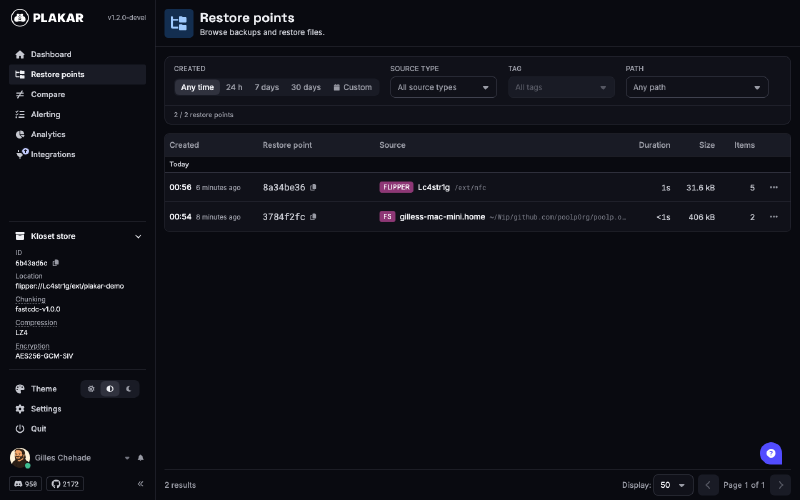 PLAKAR
v1.2.0-devel
Dashboard
Restore points
Compare
Alerting
Analytics
Integrations
Kloset store
ID
6b43ad6c
Location
flipper://Lc4str1g/ext/plakar-demo
Chunking
fastcdc-v1.0.0
Compression
LZ4
Encryption
AES256-GCM-SIV
Theme
Settings
Quit
Gilles Chehade
950
2172
Restore points
Browse backups and restore files.
CREATED
Any time 24 h 7 days 30 days Custom
SOURCE TYPE
All source types
TAG
All tags
PATH
Any path
2 / 2 restore points
Created Restore point Source Duration Size Items
Today
00:56 6 minutes ago 8a34be36 FLIPPER Lc4str1g /ext/nfc 1s 31.6 kB 5
00:54 8 minutes ago 3784f2fc FS gilless-mac-mini.home ~/Wip/github.com/poolpOrg/poolp.o… <1s 406 kB 2
2 results
Display: 50
Page 1 of 1